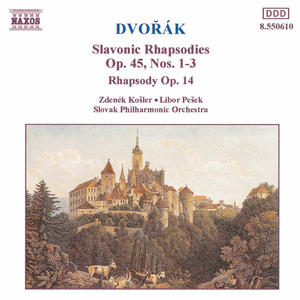 NAXOS
DDD
8.550610
DVOŘÁK
Slavonic Rhapsodies
Op. 45, Nos. 1-3
Rhapsody Op. 14
Zdeněk Košler • Libor Pešek
Slovak Philharmonic Orchestra